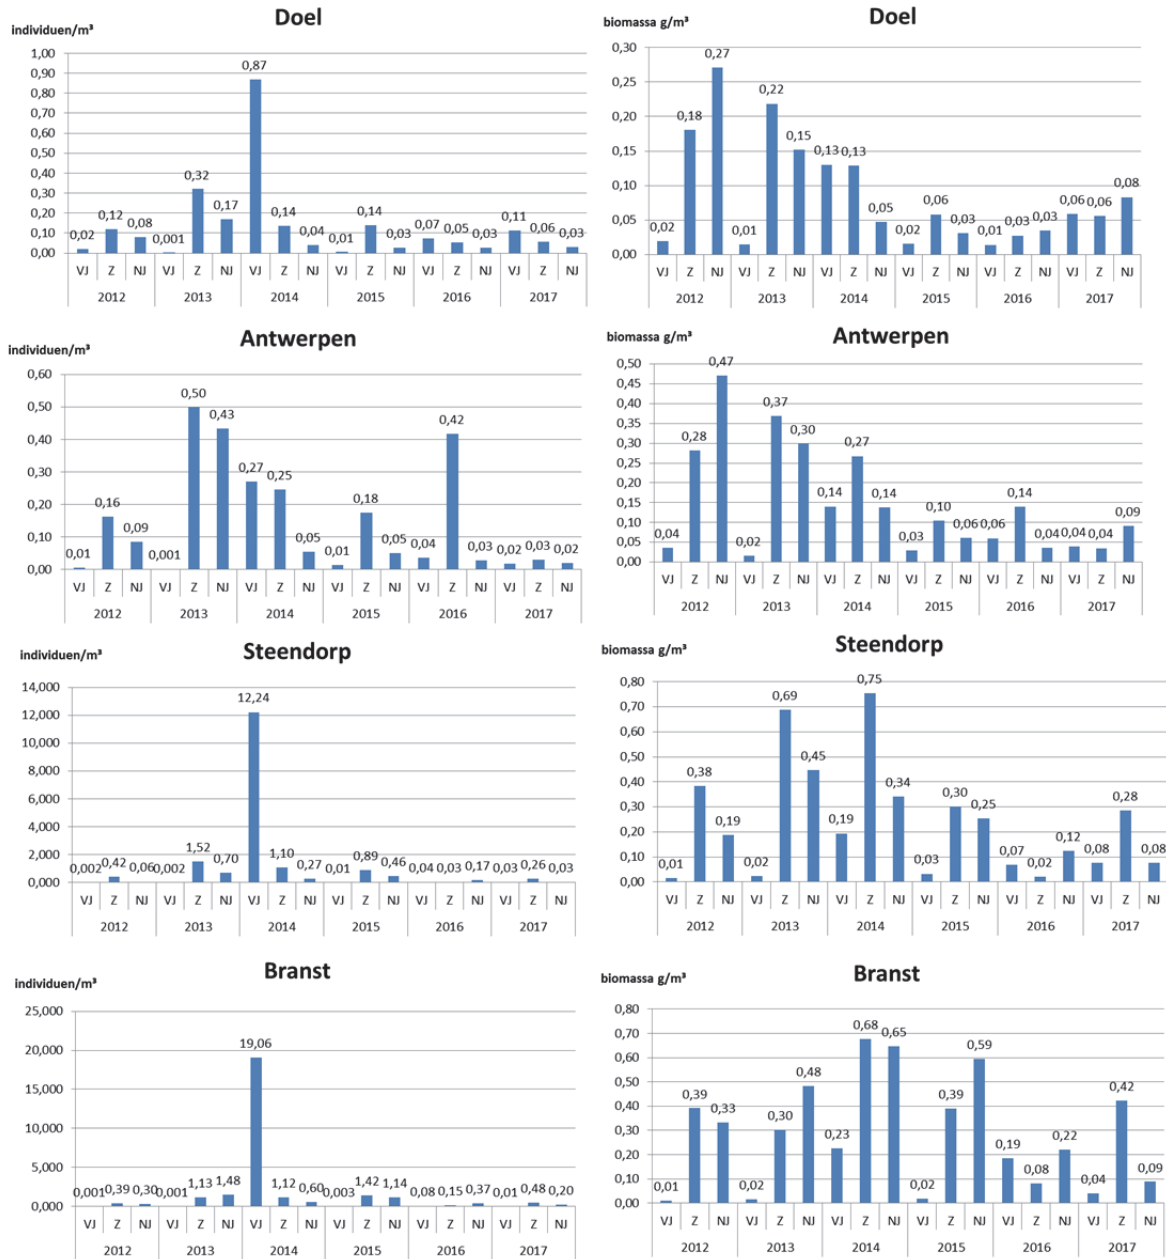 Doel
individuen/m³
1,00
0,90
0,80
0,70
0,60
0,50
0,40
0,30
0,20
0,10
0,00
0,02 0,12 0,08 0,001 0,32 0,17 0,87 0,14 0,04 0,01 0,14 0,03 0,07 0,05 0,03 0,11 0,06 0,03
VJ Z NJ VJ Z NJ VJ Z NJ VJ Z NJ VJ Z NJ VJ Z NJ
2012 2013 2014 2015 2016 2017
Doel
biomassa g/m³
0,30
0,25
0,20
0,15
0,10
0,05
0,00
0,02 0,18 0,27 0,01 0,22 0,15 0,13 0,13 0,05 0,02 0,06 0,03 0,01 0,03 0,03 0,06 0,06 0,08
VJ Z NJ VJ Z NJ VJ Z NJ VJ Z NJ VJ Z NJ VJ Z NJ
2012 2013 2014 2015 2016 2017
Antwerpen
individuen/m³
0,60
0,50
0,40
0,30
0,20
0,10
0,00
0,01 0,16 0,09 0,001 0,50 0,43 0,27 0,25 0,05 0,01 0,18 0,05 0,04 0,42 0,03 0,02 0,03 0,02
VJ Z NJ VJ Z NJ VJ Z NJ VJ Z NJ VJ Z NJ VJ Z NJ
2012 2013 2014 2015 2016 2017
Antwerpen
biomassa g/m³
0,50
0,45
0,40
0,35
0,30
0,25
0,20
0,15
0,10
0,05
0,00
0,04 0,28 0,47 0,02 0,37 0,30 0,14 0,27 0,14 0,03 0,10 0,06 0,06 0,14 0,04 0,04 0,04 0,09
VJ Z NJ VJ Z NJ VJ Z NJ VJ Z NJ VJ Z NJ VJ Z NJ
2012 2013 2014 2015 2016 2017
Steendorp
individuen/m³
14,000
12,000
10,000
8,000
6,000
4,000
2,000
0,000
0,002 0,42 0,06 0,002 1,52 0,70 12,24 1,10 0,27 0,01 0,89 0,46 0,04 0,03 0,17 0,03 0,26 0,03
VJ Z NJ VJ Z NJ VJ Z NJ VJ Z NJ VJ Z NJ VJ Z NJ
2012 2013 2014 2015 2016 2017
Steendorp
biomassa g/m³
0,80
0,70
0,60
0,50
0,40
0,30
0,20
0,10
0,00
0,01 0,38 0,19 0,02 0,69 0,45 0,19 0,75 0,34 0,03 0,30 0,25 0,07 0,02 0,12 0,08 0,28 0,08
VJ Z NJ VJ Z NJ VJ Z NJ VJ Z NJ VJ Z NJ VJ Z NJ
2012 2013 2014 2015 2016 2017
Branst
individuen/m³
25,000
20,000
15,000
10,000
5,000
0,000
0,001 0,39 0,30 0,001 1,13 1,48 19,06 1,12 0,60 0,003 1,42 1,14 0,08 0,15 0,37 0,01 0,48 0,20
VJ Z NJ VJ Z NJ VJ Z NJ VJ Z NJ VJ Z NJ VJ Z NJ
2012 2013 2014 2015 2016 2017
Branst
biomassa g/m³
0,80
0,70
0,60
0,50
0,40
0,30
0,20
0,10
0,00
0,01 0,39 0,33 0,02 0,30 0,48 0,23 0,68 0,65 0,02 0,39 0,59 0,19 0,08 0,22 0,04 0,42 0,09
VJ Z NJ VJ Z NJ VJ Z NJ VJ Z NJ VJ Z NJ VJ Z NJ
2012 2013 2014 2015 2016 2017